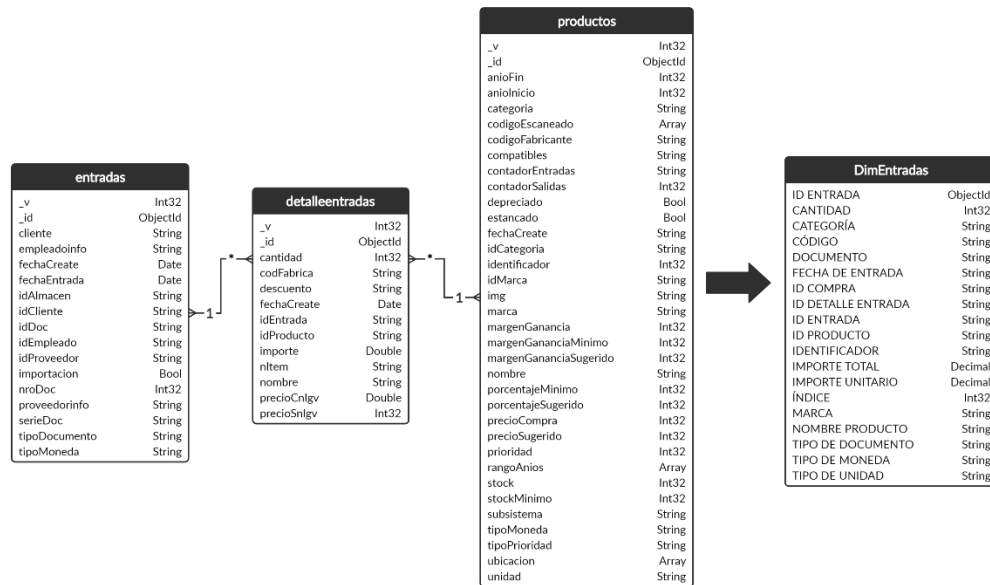 entradas
_v Int32
_id ObjectId
cliente String
empleadoinfo String
fechaCreate Date
fechaEntrada Date
idAlmacen String
idCliente String
idDoc String
idEmpleado String
idProveedor String
importacion Bool
nroDoc Int32
proveedorinfo String
serieDoc String
tipoDocumento String
tipoMoneda String
1
*
detalleentradas
_v Int32
_id ObjectId
cantidad Int32
codFabrica String
descuento String
fechaCreate Date
idEntrada String
idProducto String
importe Double
nItem String
nombre String
precioCnIgv Double
precioSnIgv Int32
*
1
productos
_v Int32
_id ObjectId
anioFin Int32
anioInicio Int32
categoria String
codigoEscaneado Array
codigoFabricante String
compatibles String
contadorEntradas String
contadorSalidas Int32
depreciado Bool
estancado Bool
fechaCreate String
idCategoria String
identificador Int32
idMarca String
img String
marca String
margenGanancia Int32
margenGananciaMinimo Int32
margenGananciaSugerido Int32
nombre String
porcentajeMinimo Int32
porcentajeSugerido Int32
precioCompra Int32
precioSugerido Int32
prioridad Int32
rangoAnios Array
stock Int32
stockMinimo Int32
subsistema String
tipoMoneda String
tipoPrioridad String
ubicacion Array
unidad String
DimEntradas
ID ENTRADA ObjectId
CANTIDAD Int32
CATEGORÍA String
CÓDIGO String
DOCUMENTO String
FECHA DE ENTRADA String
ID COMPRA String
ID DETALLE ENTRADA String
ID ENTRADA String
ID PRODUCTO String
IDENTIFICADOR String
IMPORTE TOTAL Decimal
IMPORTE UNITARIO Decimal
ÍNDICE Int32
MARCA String
NOMBRE PRODUCTO String
TIPO DE DOCUMENTO String
TIPO DE MONEDA String
TIPO DE UNIDAD String